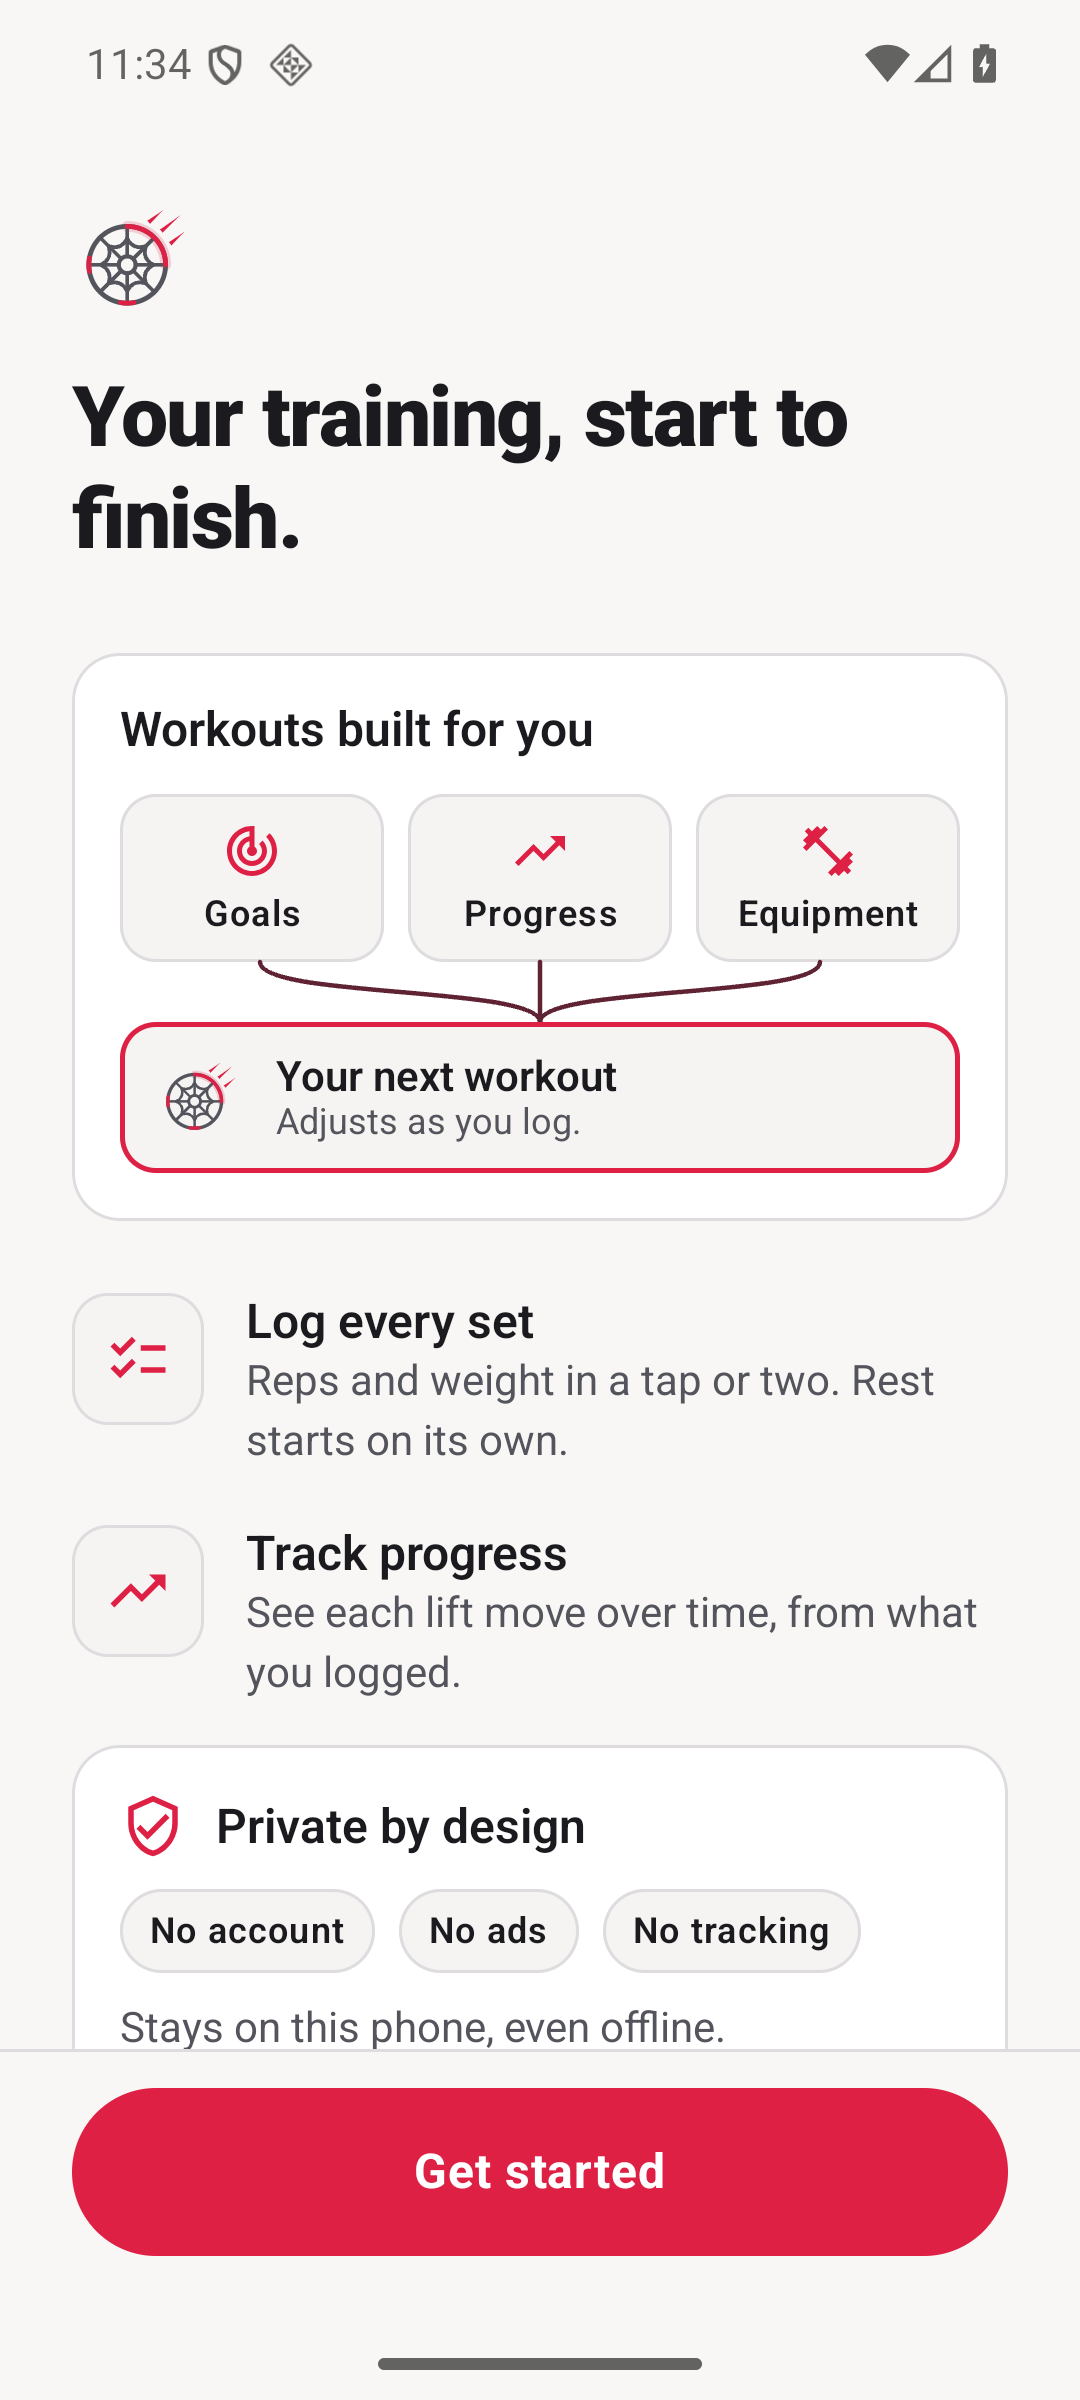 11:34
Your training, start to
finish.
Workouts built for you
Goals
Progress
Equipment
Your next workout
Adjusts as you log.
Log every set
Reps and weight in a tap or two. Rest
starts on its own.
Track progress
See each lift move over time, from what
you logged.
Private by design
No account
No ads
No tracking
Stays on this phone, even offline.
Get started